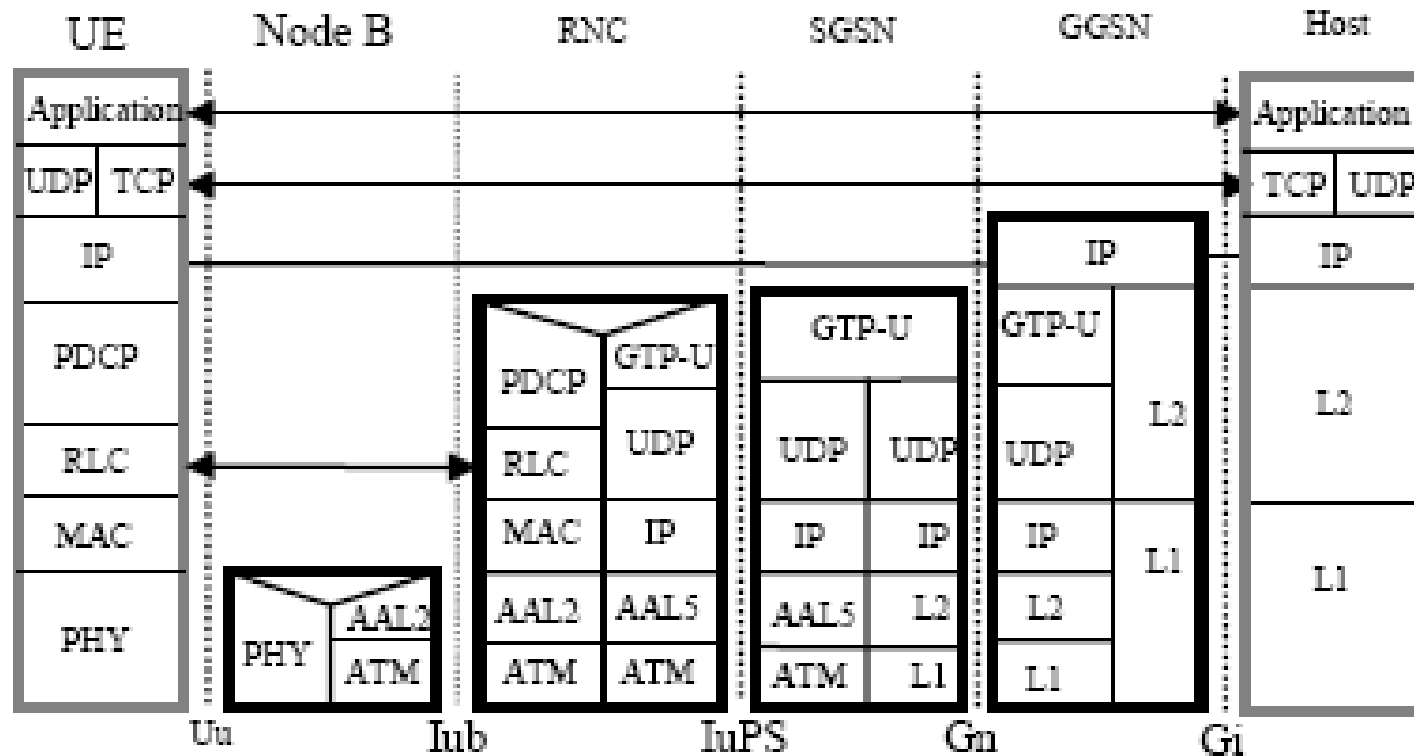 UE Node B RNC SGSN GGSN Host
Application Application
UDP TCP TCP UDP
IP IP IP
PDCP PDCP GTP-U GTP-U GTP-U L2 L2
RLC RLC UDP UDP UDP UDP
MAC MAC IP IP IP IP L1 L1
PHY PHY AAL2 AAL2 AAL5 AAL5 L2 L2
ATM ATM ATM ATM L1 L1
Uu Iub IuPS Gn Gi